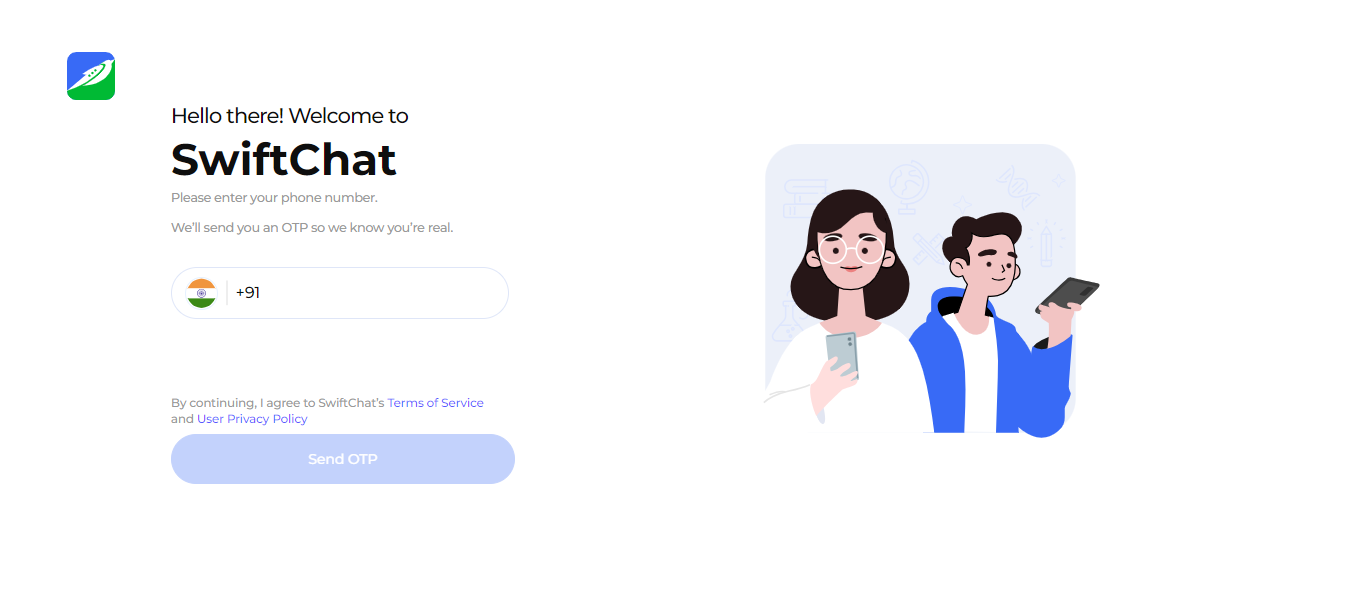 Hello there! Welcome to
SwiftChat
Please enter your phone number.
We'll send you an OTP so we know you're real.
+91
By continuing, I agree to SwiftChat's Terms of Service
and User Privacy Policy
Send OTP